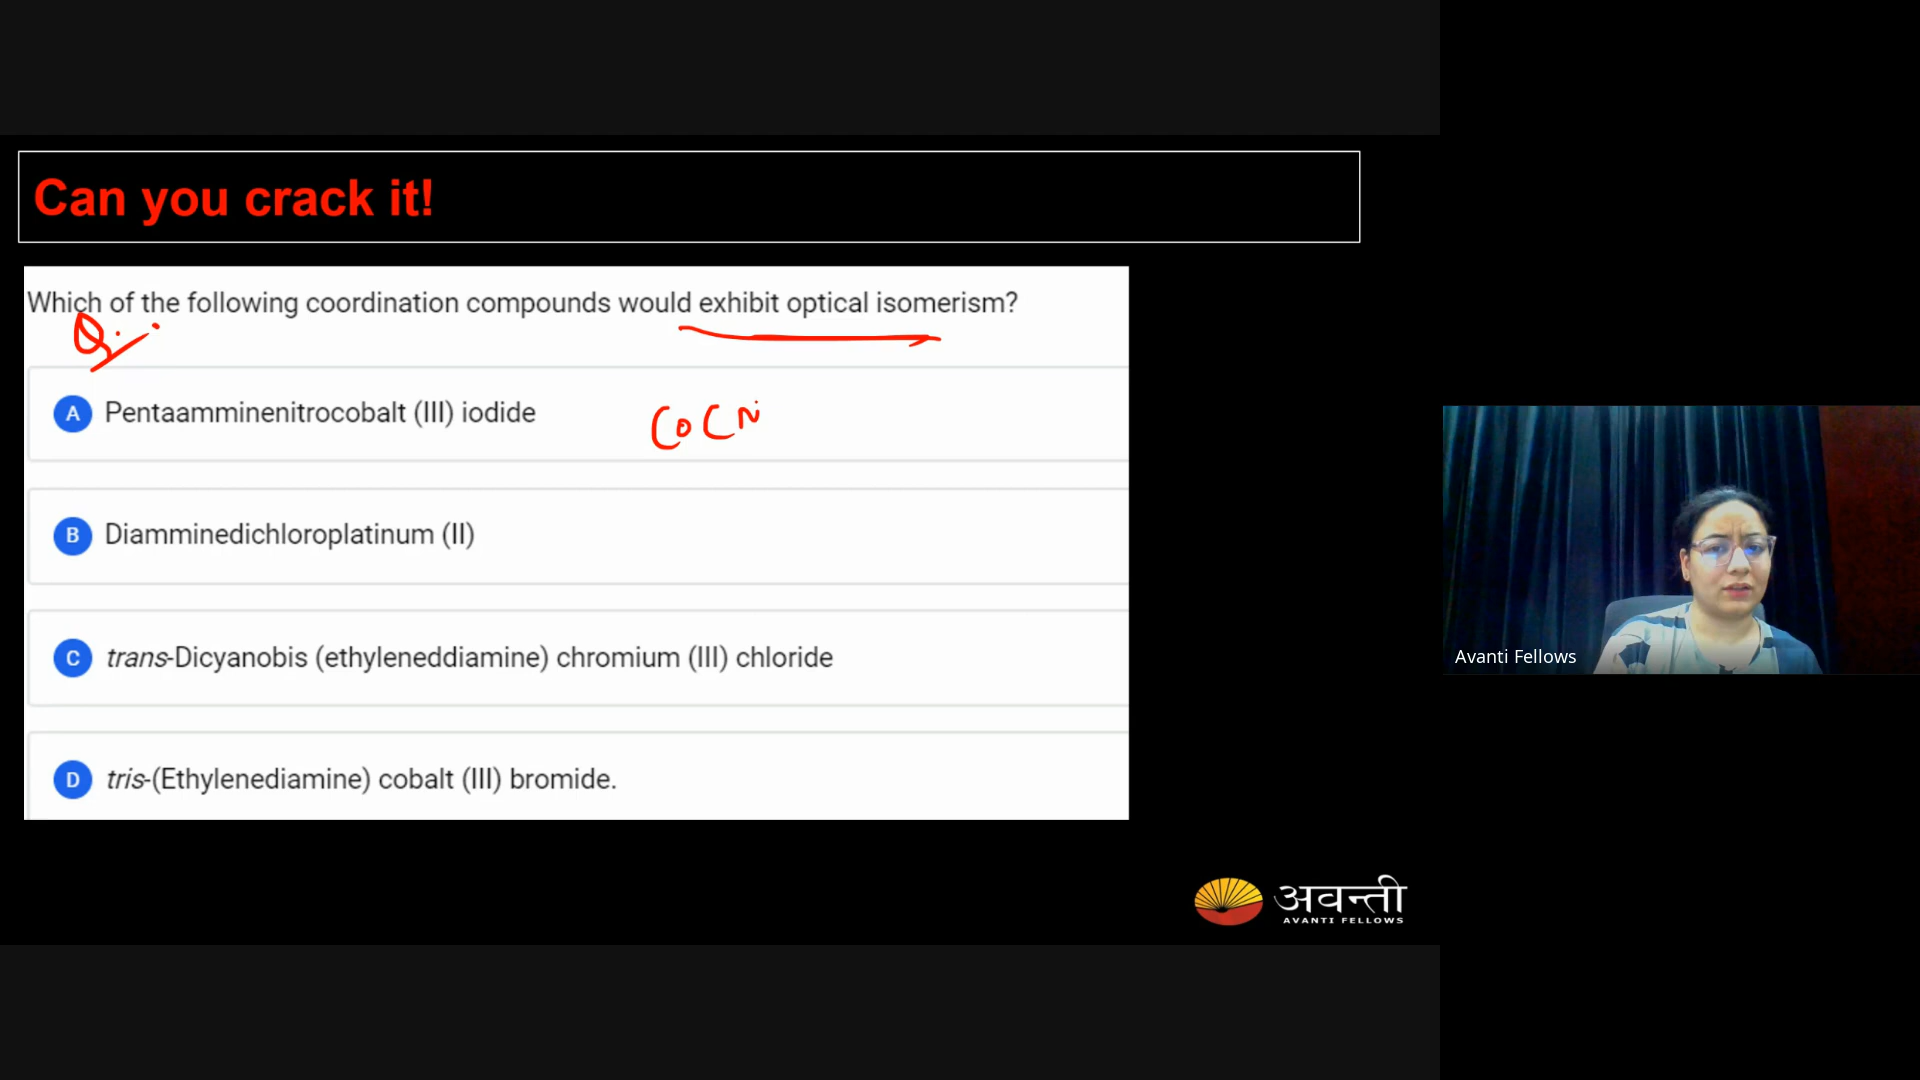 Can you crack it!
Which of the following coordination compounds would exhibit optical isomerism?
Q.
A Pentaamminenitrocobalt (III) iodide
Co(N
B Diamminedichloroplatinum (II)
C trans-Dicyanobis (ethyleneddiamine) chromium (III) chloride
D tris-(Ethylenediamine) cobalt (III) bromide.
Avanti Fellows
अवन्ती
AVANTI FELLOWS